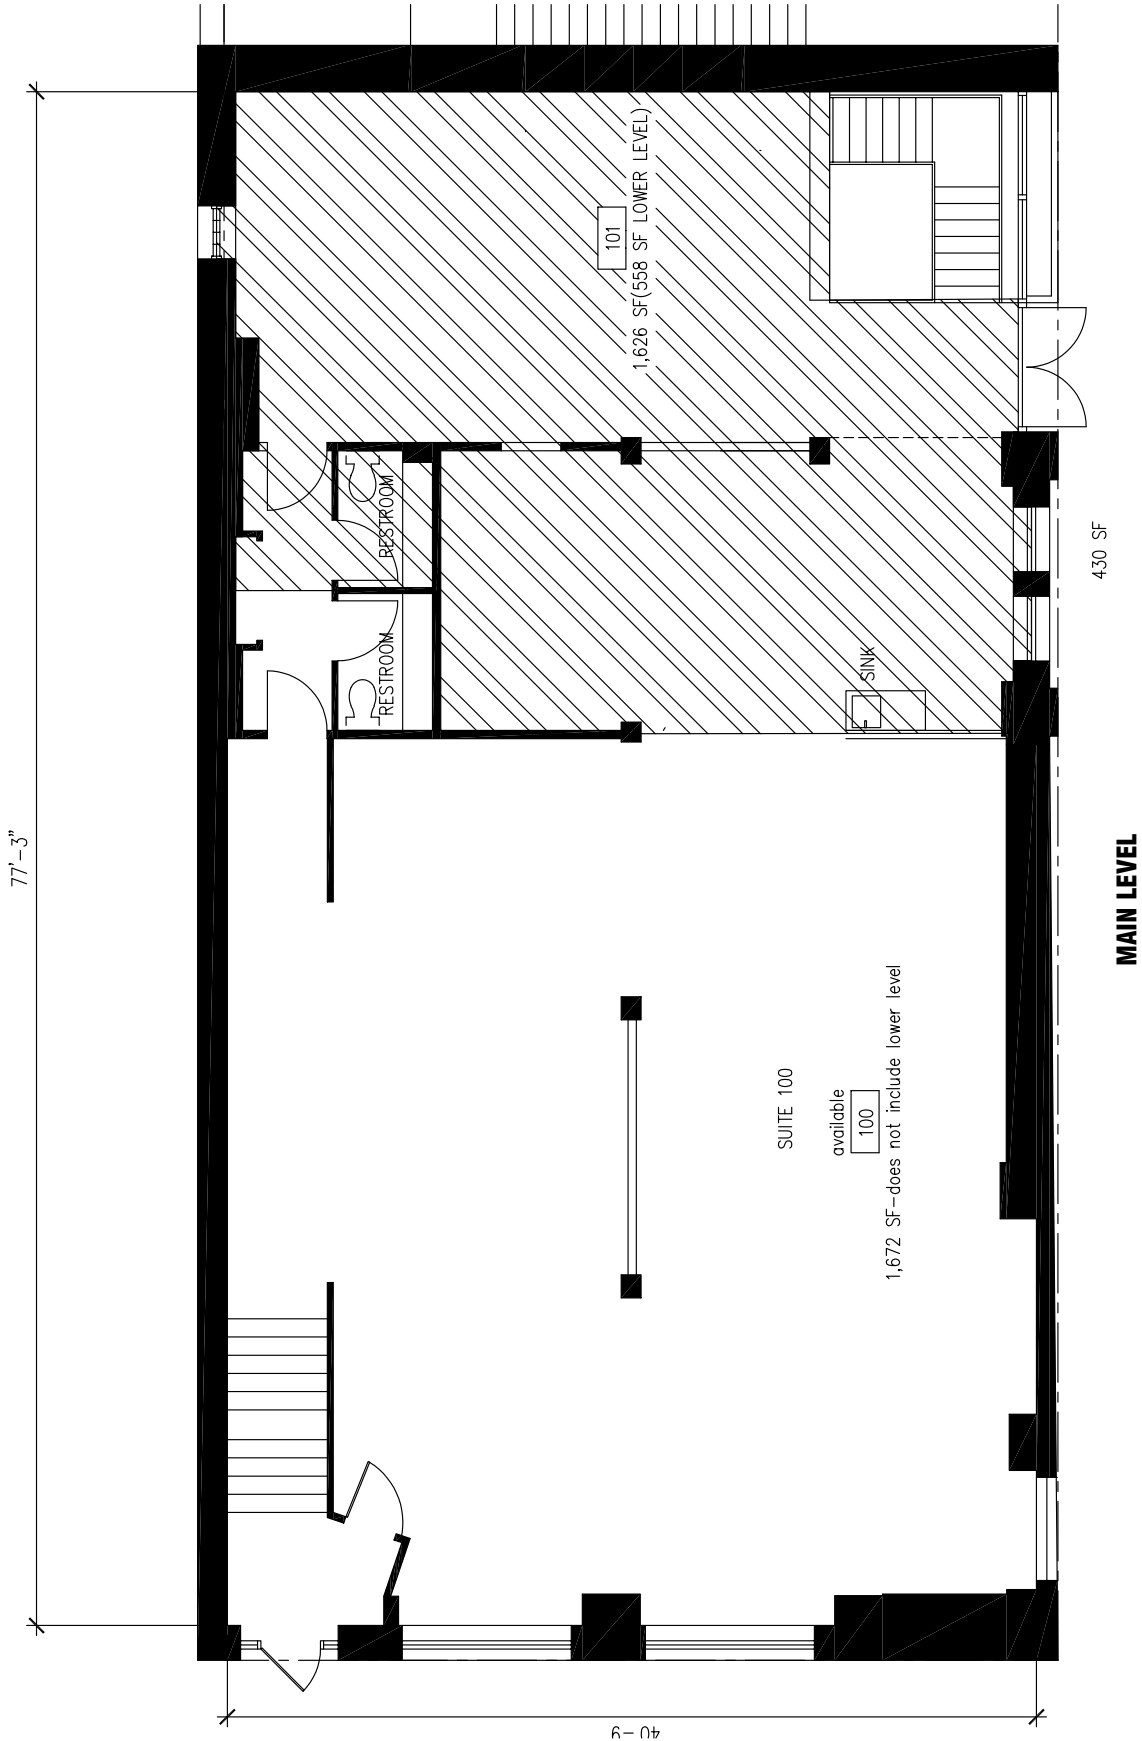 77'-3"
101
1,626 SF(558 SF LOWER LEVEL)
RESTROOM
RESTROOM
SINK
430 SF
MAIN LEVEL
SUITE 100
available
100
1,672 SF-does not include lower level
40-9